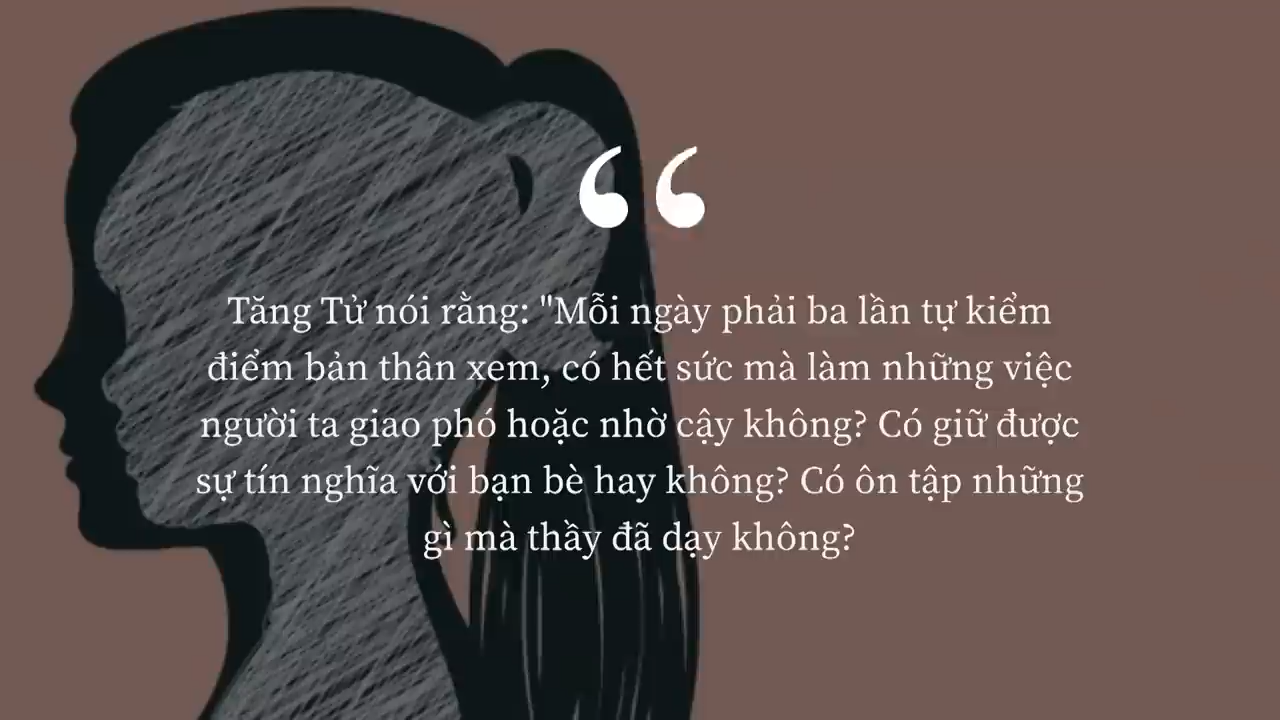 “
Tăng Tử nói rằng: "Mỗi ngày phải ba lần tự kiểm
điểm bản thân xem, có hết sức mà làm những việc
người ta giao phó hoặc nhờ cậy không? Có giữ được
sự tín nghĩa với bạn bè hay không? Có ôn tập những
gì mà thầy đã dạy không?